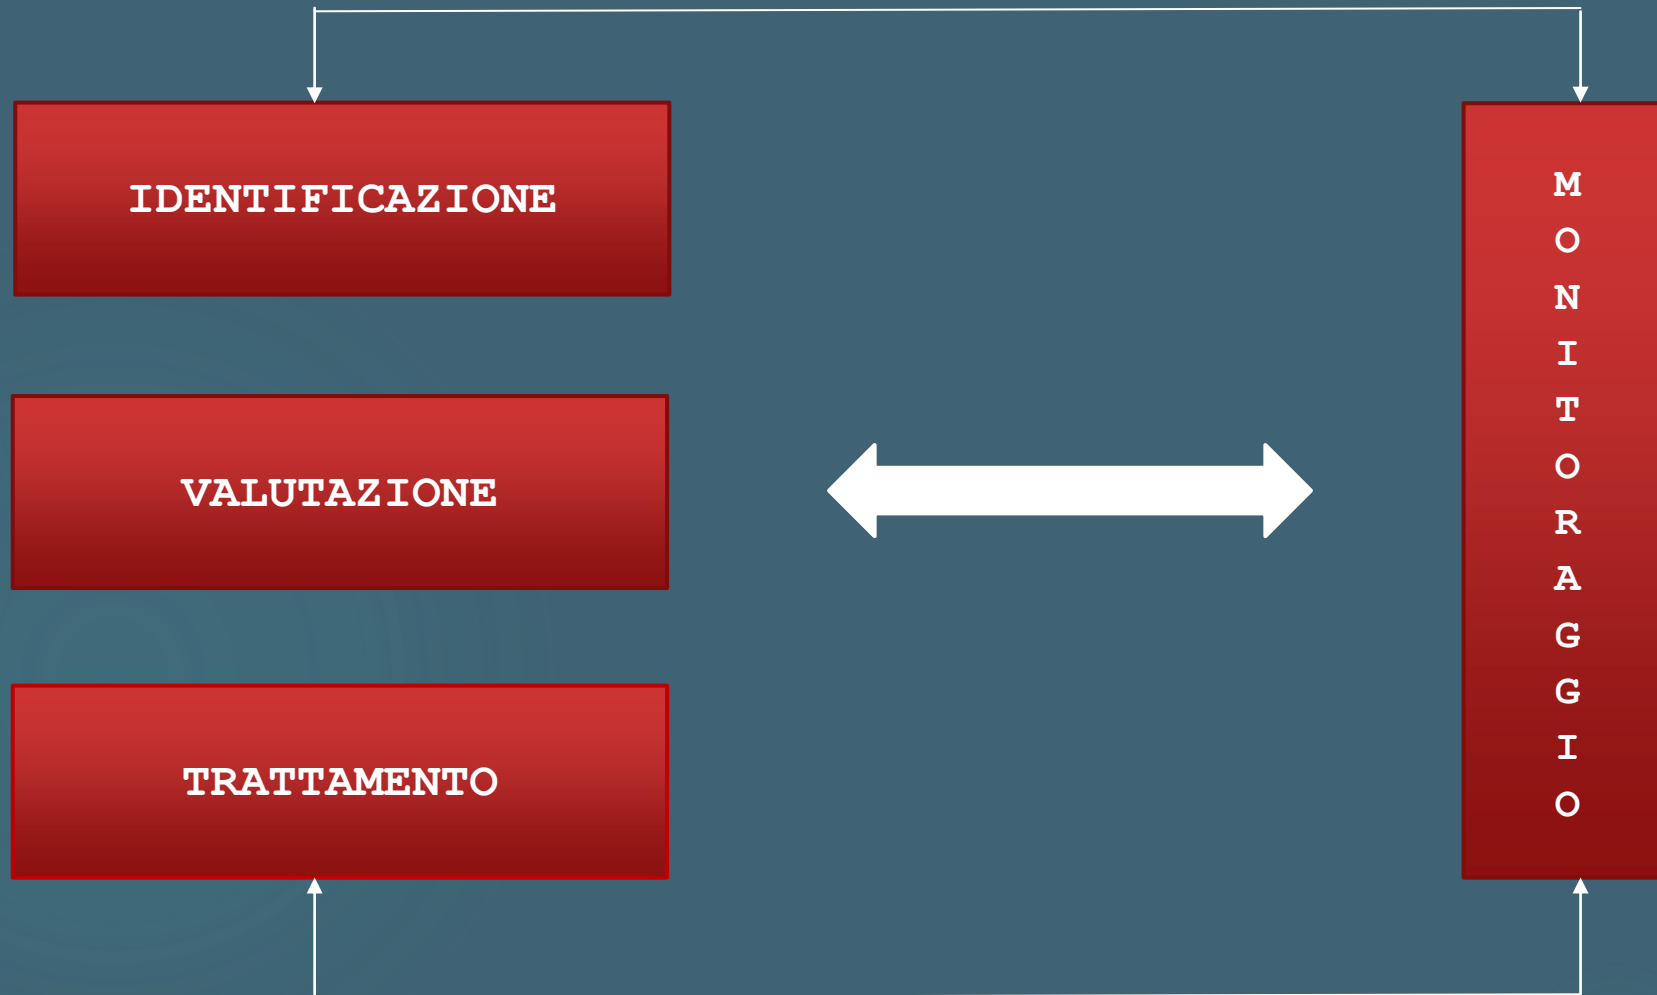 IDENTIFICAZIONE
VALUTAZIONE
TRATTAMENTO
M
O
N
I
T
O
R
A
G
G
I
O